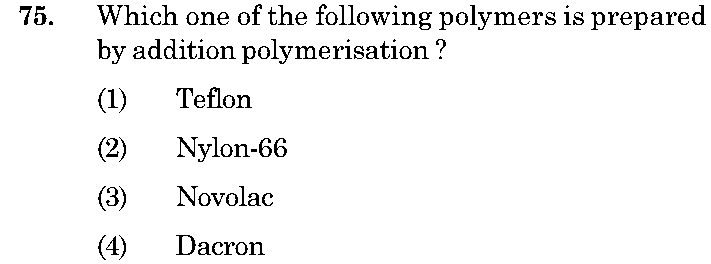 75. Which one of the following polymers is prepared
by addition polymerisation ?
(1) Teflon
(2) Nylon-66
(3) Novolac
(4) Dacron